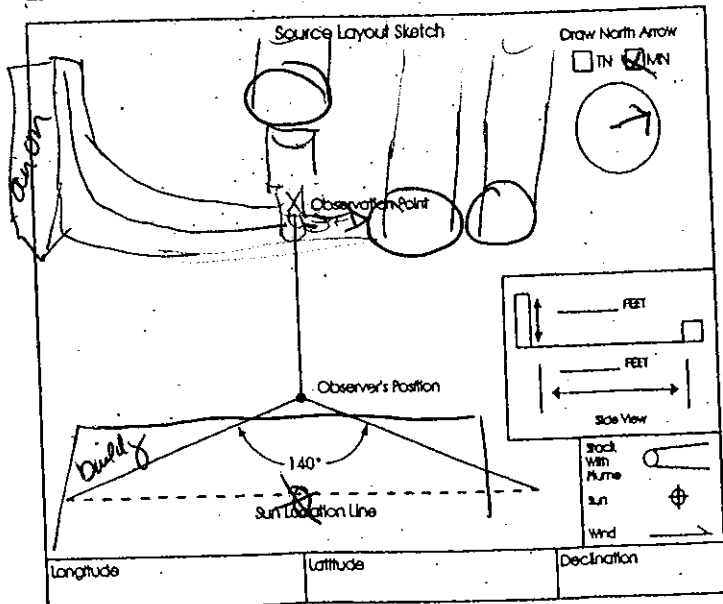 Source Layout Sketch
Draw North Arrow
TN MN
Observation Point
FEET
FEET
Side View
Observer's Position
140°
Sun Location Line
Stack
With
Plume
Sun
Wind
Longitude
Latitude
Declination